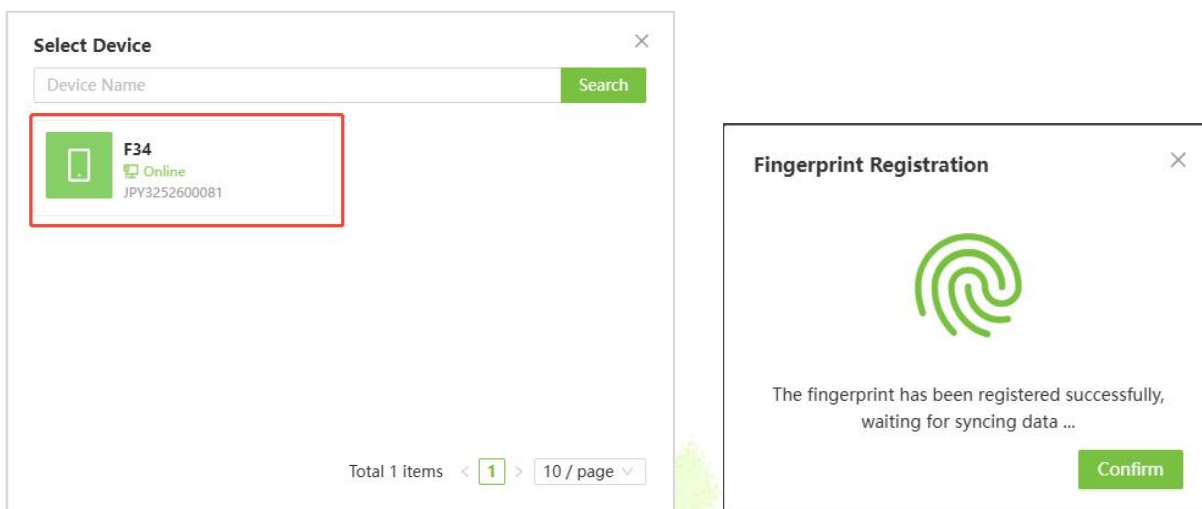 Select Device
Device Name
Search
F34
Online
JPY3252600081
Total 1 items < 1 > 10 / page
Fingerprint Registration
The fingerprint has been registered successfully,
waiting for syncing data ...
Confirm